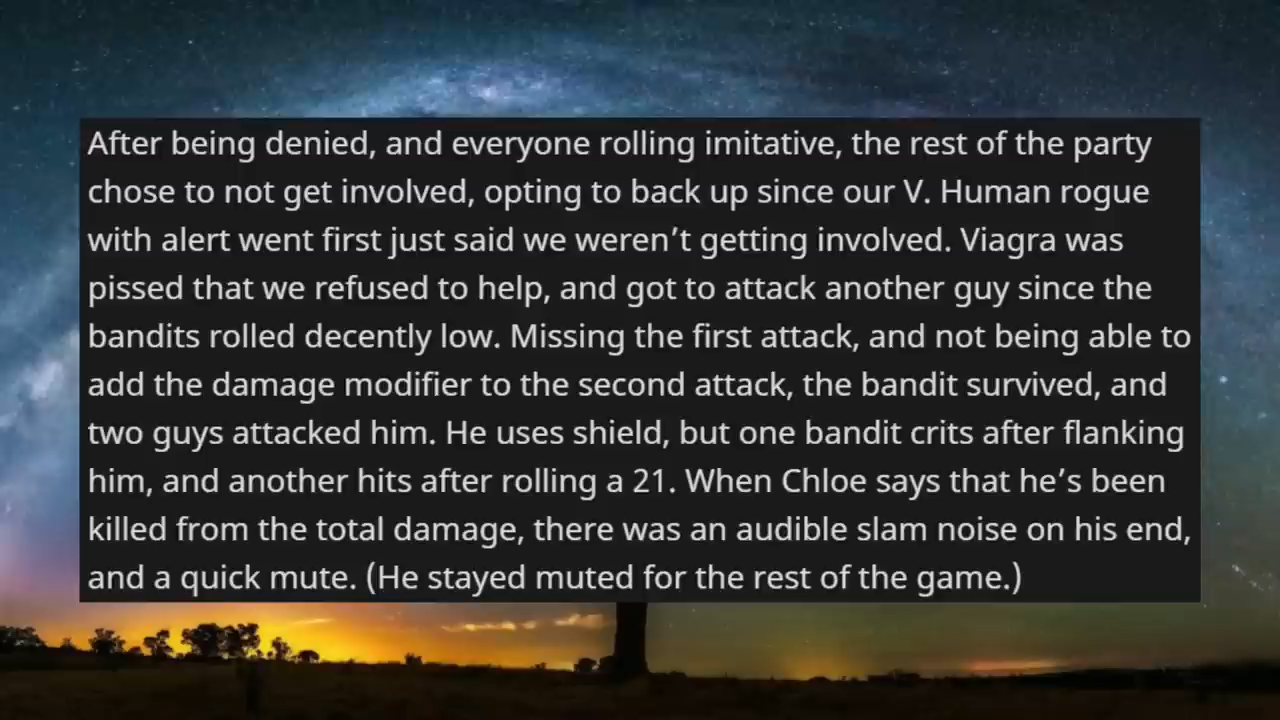 After being denied, and everyone rolling imitative, the rest of the party
chose to not get involved, opting to back up since our V. Human rogue
with alert went first just said we weren’t getting involved. Viagra was
pissed that we refused to help, and got to attack another guy since the
bandits rolled decently low. Missing the first attack, and not being able to
add the damage modifier to the second attack, the bandit survived, and
two guys attacked him. He uses shield, but one bandit crits after flanking
him, and another hits after rolling a 21. When Chloe says that he’s been
killed from the total damage, there was an audible slam noise on his end,
and a quick mute. (He stayed muted for the rest of the game.)